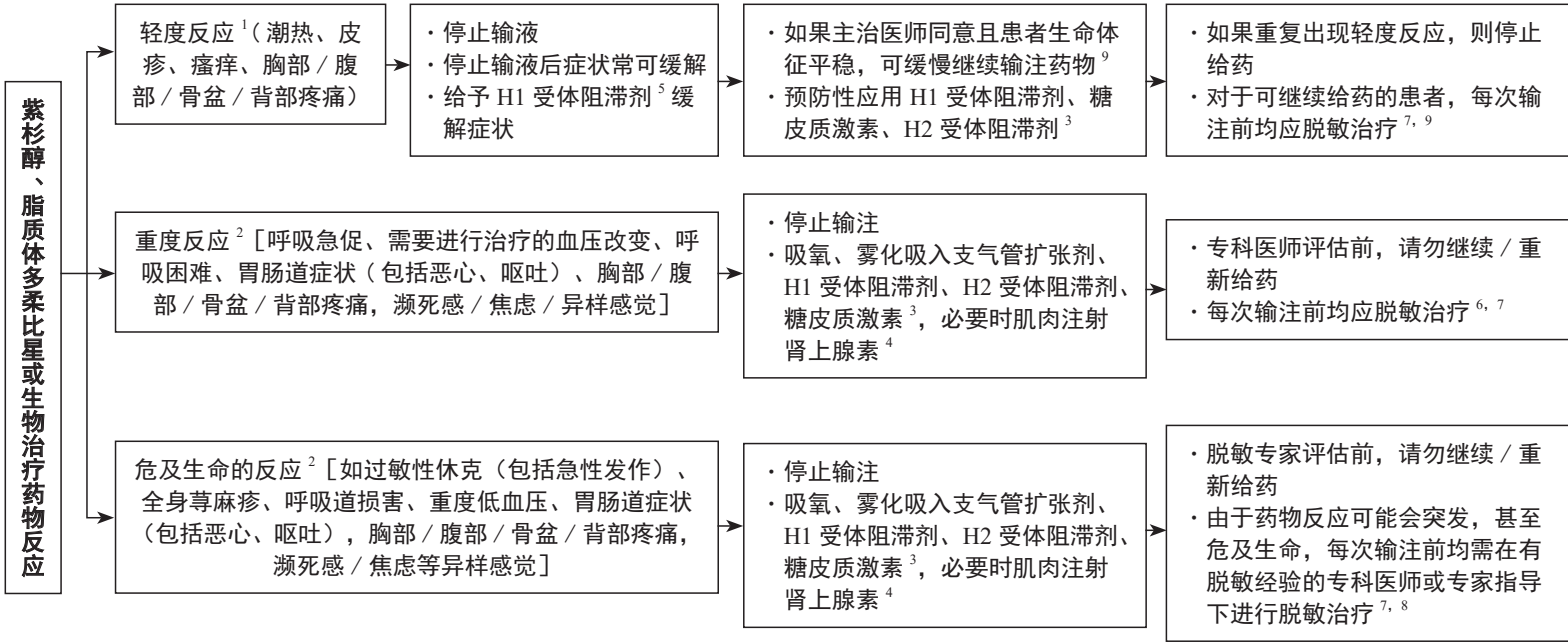 紫杉醇、脂质体多柔比星或生物治疗药物反应
轻度反应 1（潮热、皮
疹、瘙痒、胸部 / 腹
部 / 骨盆 / 背部疼痛）
· 停止输液
· 停止输液后症状常可缓解
· 给予 H1 受体阻滞剂 5 缓
解症状
· 如果主治医师同意且患者生命体
征平稳，可缓慢继续输注药物 9
· 预防性应用 H1 受体阻滞剂、糖
皮质激素、H2 受体阻滞剂 3
· 如果重复出现轻度反应，则停止
给药
· 对于可继续给药的患者，每次输
注前均应脱敏治疗 7, 9
重度反应 2［呼吸急促、需要进行治疗的血压改变、呼
吸困难、胃肠道症状（包括恶心、呕吐）、胸部 / 腹
部 / 骨盆 / 背部疼痛，濒死感 / 焦虑 / 异样感觉］
· 停止输注
· 吸氧、雾化吸入支气管扩张剂、
H1 受体阻滞剂、H2 受体阻滞剂、
糖皮质激素 3，必要时肌肉注射
肾上腺素 4
· 专科医师评估前，请勿继续 / 重
新给药
· 每次输注前均应脱敏治疗 6, 7
危及生命的反应 2［如过敏性休克（包括急性发作）、
全身荨麻疹、呼吸道损害、重度低血压、胃肠道症状
（包括恶心、呕吐），胸部 / 腹部 / 骨盆 / 背部疼痛，
濒死感 / 焦虑等异样感觉］
· 停止输注
· 吸氧、雾化吸入支气管扩张剂、
H1 受体阻滞剂、H2 受体阻滞剂、
糖皮质激素 3，必要时肌肉注射
肾上腺素 4
· 脱敏专家评估前，请勿继续 / 重
新给药
· 由于药物反应可能会突发，甚至
危及生命，每次输注前均需在有
脱敏经验的专科医师或专家指导
下进行脱敏治疗 7, 8